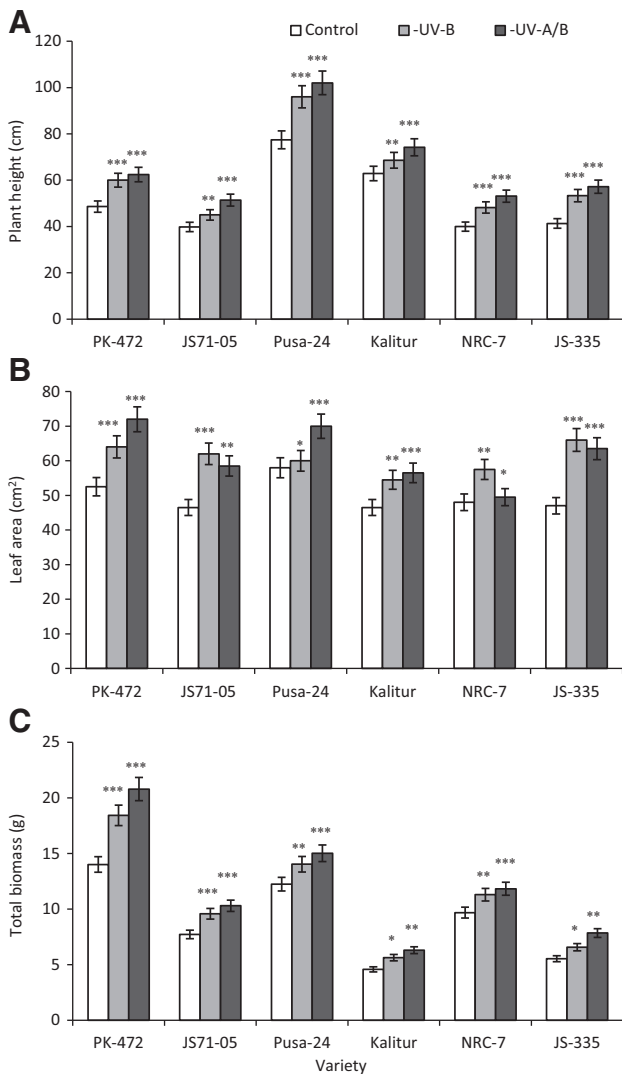 A
Control -UV-B -UV-A/B
120
100
80
60
40
20
0
Plant height (cm)
*** *** ** *** *** *** ** *** *** *** *** ***
PK-472 JS71-05 Pusa-24 Kalitur NRC-7 JS-335
B
80
70
60
50
40
30
20
10
0
Leaf area (cm²)
*** *** *** ** * *** ** *** ** * *** ***
PK-472 JS71-05 Pusa-24 Kalitur NRC-7 JS-335
C
25
20
15
10
5
0
Total biomass (g)
*** *** *** *** ** *** * ** ** *** * **
PK-472 JS71-05 Pusa-24 Kalitur NRC-7 JS-335
Variety